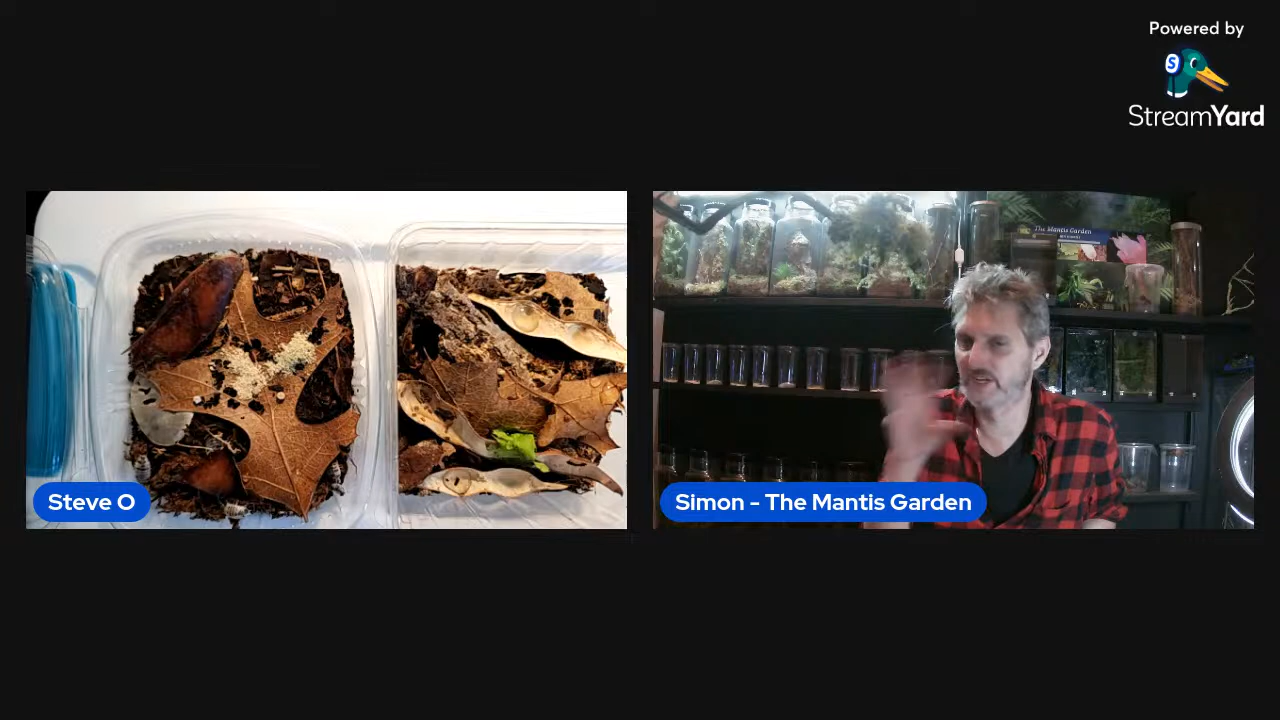 Powered by
S
StreamYard
The Mantis Garden
Steve O
Simon - The Mantis Garden